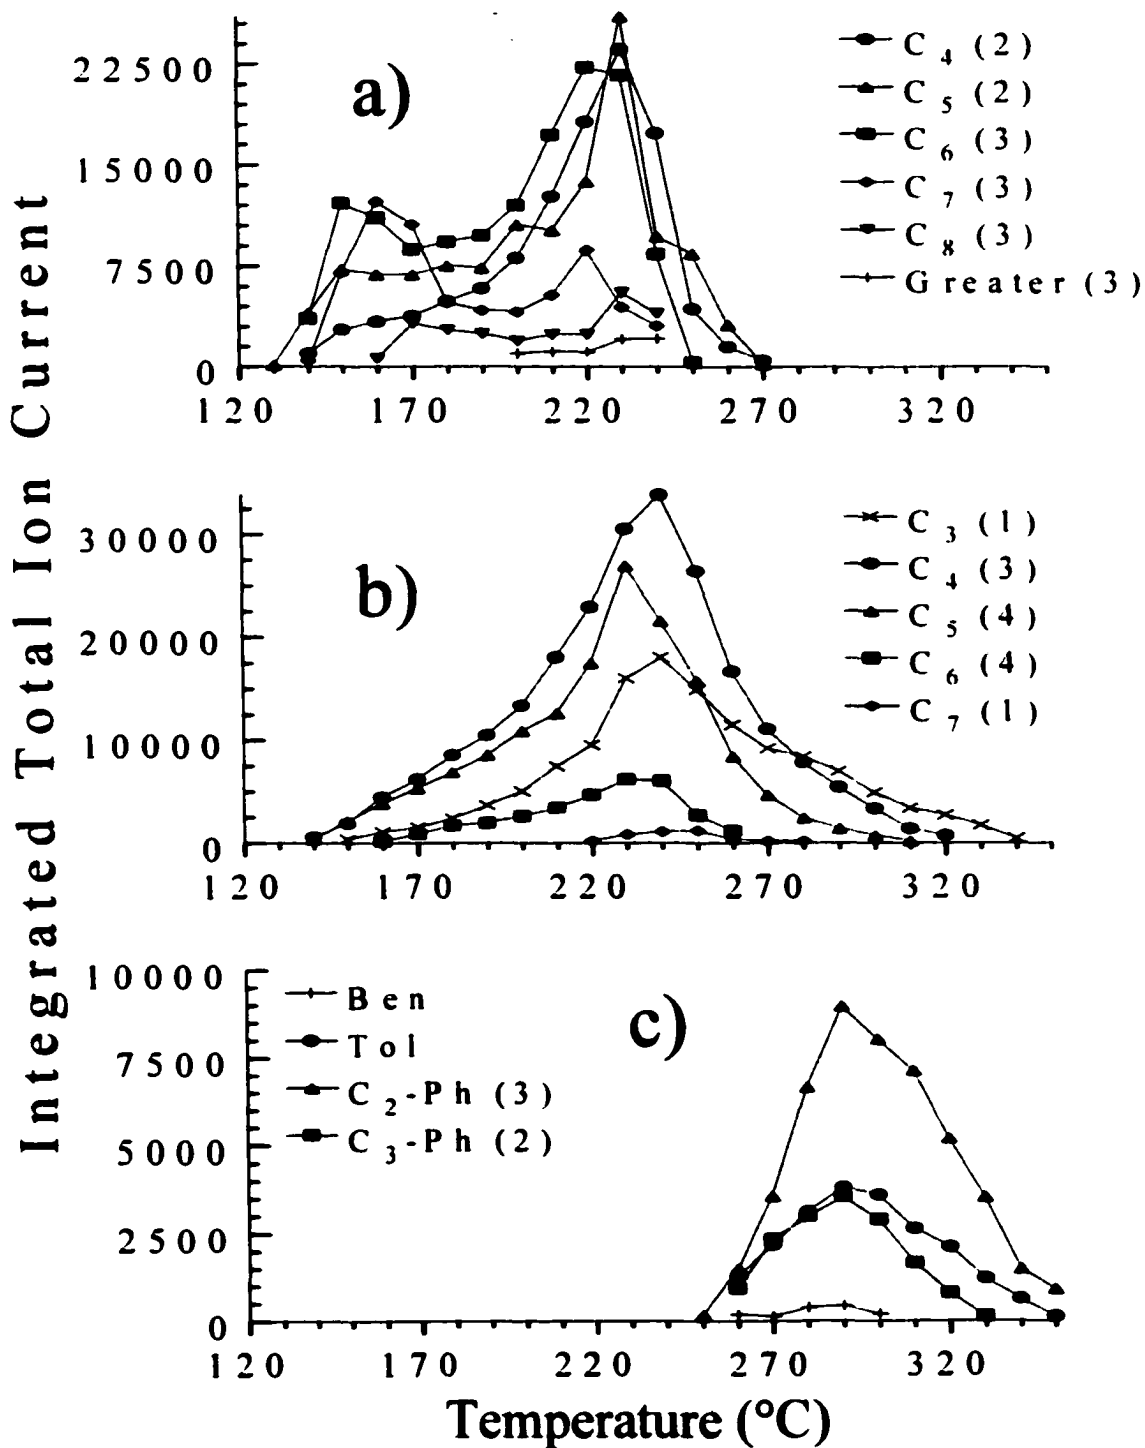 Integrated Total Ion Current
a)
22500
15000
7500
0
120 170 220 270 320
C4 (2)
C5 (2)
C6 (3)
C7 (3)
C8 (3)
Greater (3)
b)
30000
20000
10000
0
120 170 220 270 320
C3 (1)
C4 (3)
C5 (4)
C6 (4)
C7 (1)
c)
10000
7500
5000
2500
0
120 170 220 270 320
Ben
Tol
C2-Ph (3)
C3-Ph (2)
Temperature (°C)